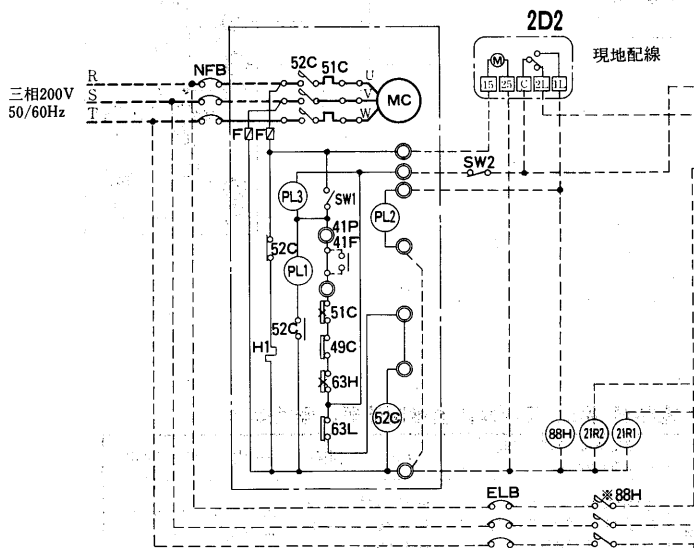 2D2
現地配線
M
15 25 C 2L 1L
三相200V
50/60Hz
R
S
T
NFB
52C 51C
U
V
W
MC
F F
SW2
PL3
SW1
PL2
41P
41F
52C
PL1
51C
52C
H1
49C
63H
63L
52C
88H
21R2
21R1
ELB
※88H